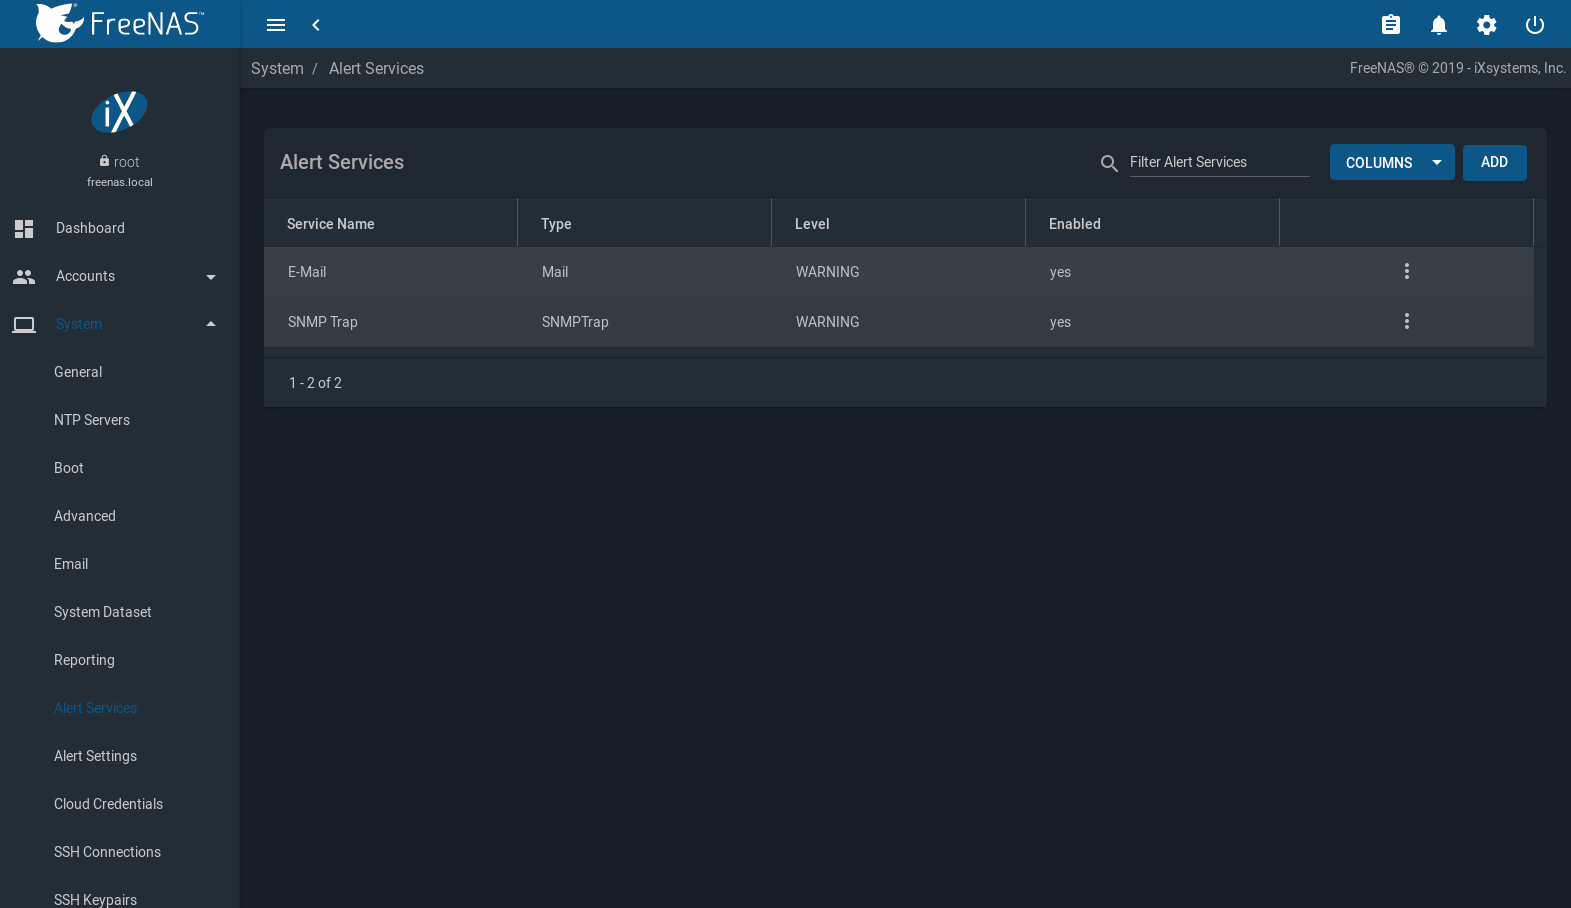 FreeNAS™
System / Alert Services
FreeNAS® © 2019 - iXsystems, Inc.
iX
root
freenas.local
Dashboard
Accounts
System
General
NTP Servers
Boot
Advanced
Email
System Dataset
Reporting
Alert Services
Alert Settings
Cloud Credentials
SSH Connections
SSH Keypairs
Alert Services
Filter Alert Services
COLUMNS
ADD
Service Name Type Level Enabled
E-Mail Mail WARNING yes
SNMP Trap SNMPTrap WARNING yes
1 - 2 of 2